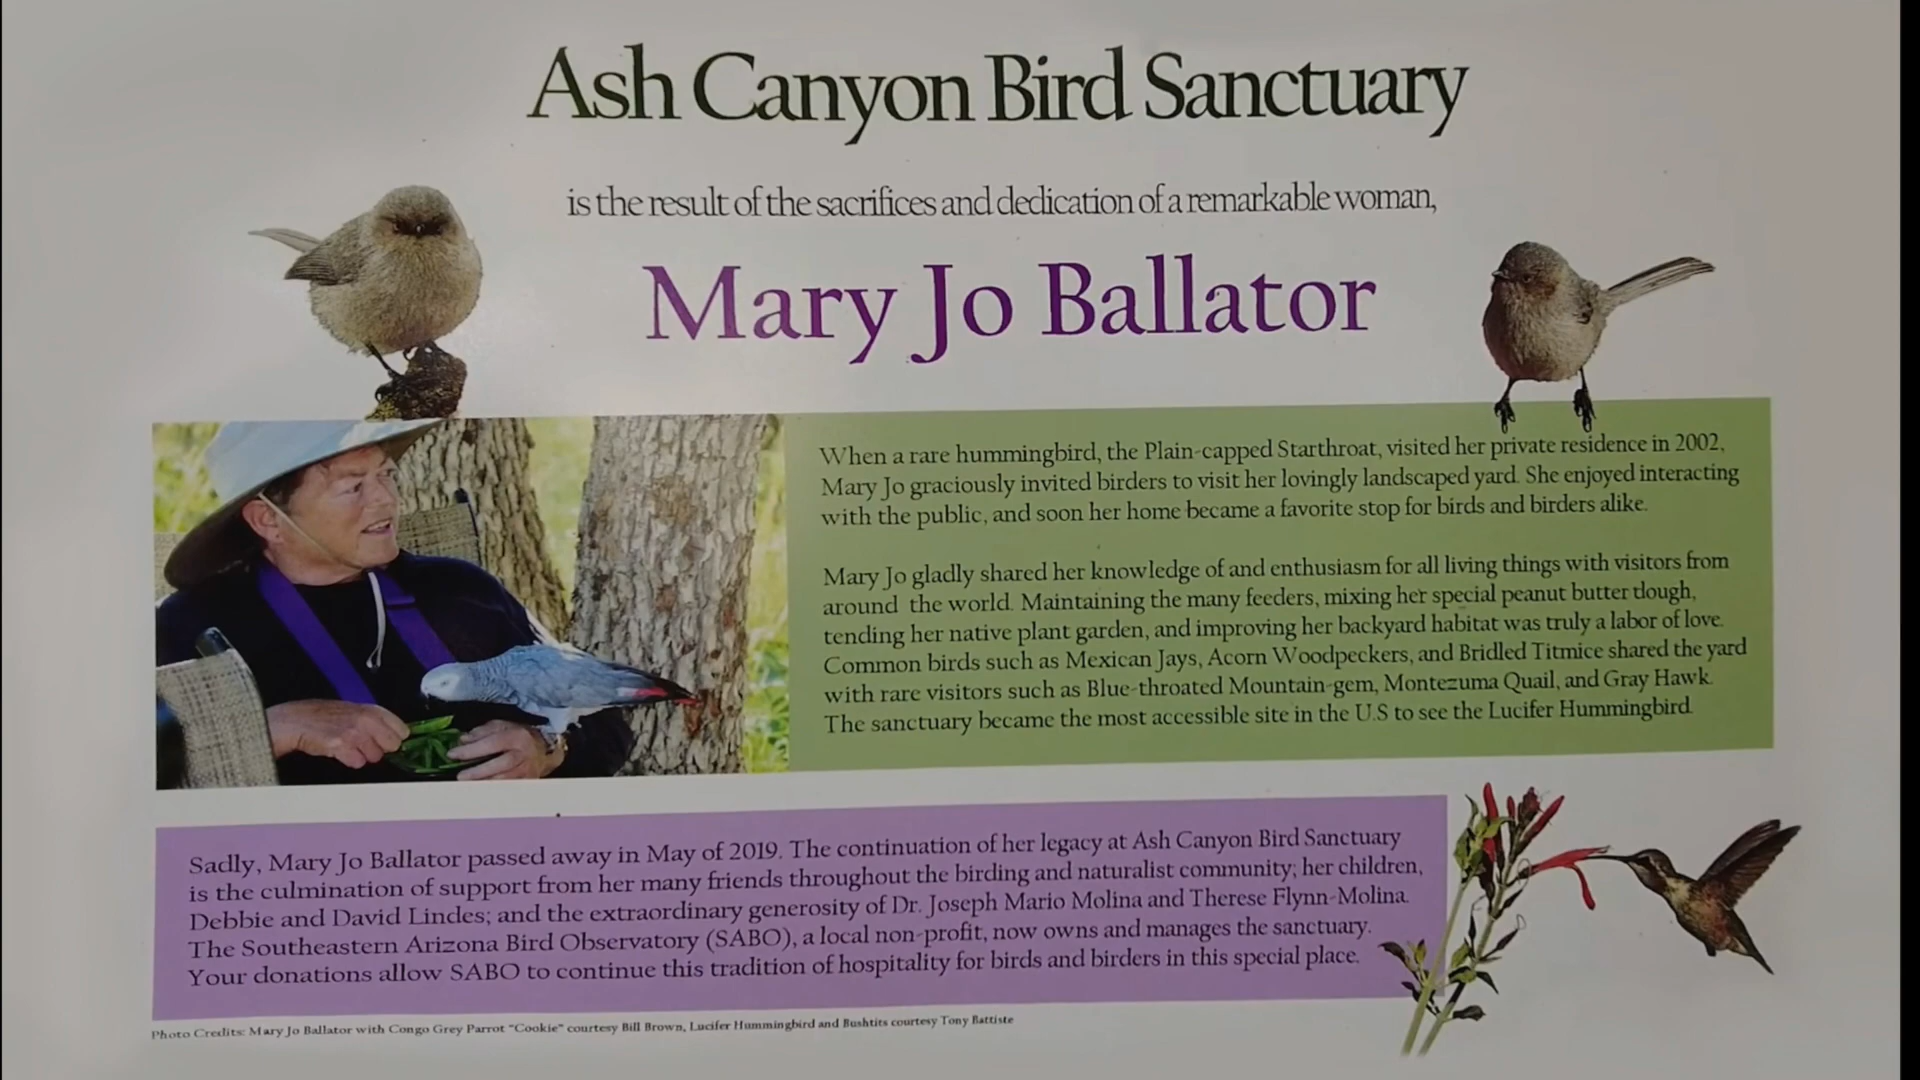 Ash Canyon Bird Sanctuary
is the result of the sacrifices and dedication of a remarkable woman,
Mary Jo Ballator
When a rare hummingbird, the Plain-capped Starthroat, visited her private residence in 2002,
Mary Jo graciously invited birders to visit her lovingly landscaped yard. She enjoyed interacting
with the public, and soon her home became a favorite stop for birds and birders alike.
Mary Jo gladly shared her knowledge of and enthusiasm for all living things with visitors from
around the world. Maintaining the many feeders, mixing her special peanut butter dough,
tending her native plant garden, and improving her backyard habitat was truly a labor of love.
Common birds such as Mexican Jays, Acorn Woodpeckers, and Bridled Titmice shared the yard
with rare visitors such as Blue-throated Mountain-gem, Montezuma Quail, and Gray Hawk.
The sanctuary became the most accessible site in the U.S to see the Lucifer Hummingbird.
Sadly, Mary Jo Ballator passed away in May of 2019. The continuation of her legacy at Ash Canyon Bird Sanctuary
is the culmination of support from her many friends throughout the birding and naturalist community; her children,
Debbie and David Lindes; and the extraordinary generosity of Dr. Joseph Mario Molina and Therese Flynn-Molina.
The Southeastern Arizona Bird Observatory (SABO), a local non-profit, now owns and manages the sanctuary.
Your donations allow SABO to continue this tradition of hospitality for birds and birders in this special place.
Photo Credits: Mary Jo Ballator with Congo Grey Parrot "Cookie" courtesy Bill Brown, Lucifer Hummingbird and Bushtits courtesy Tony Battiste